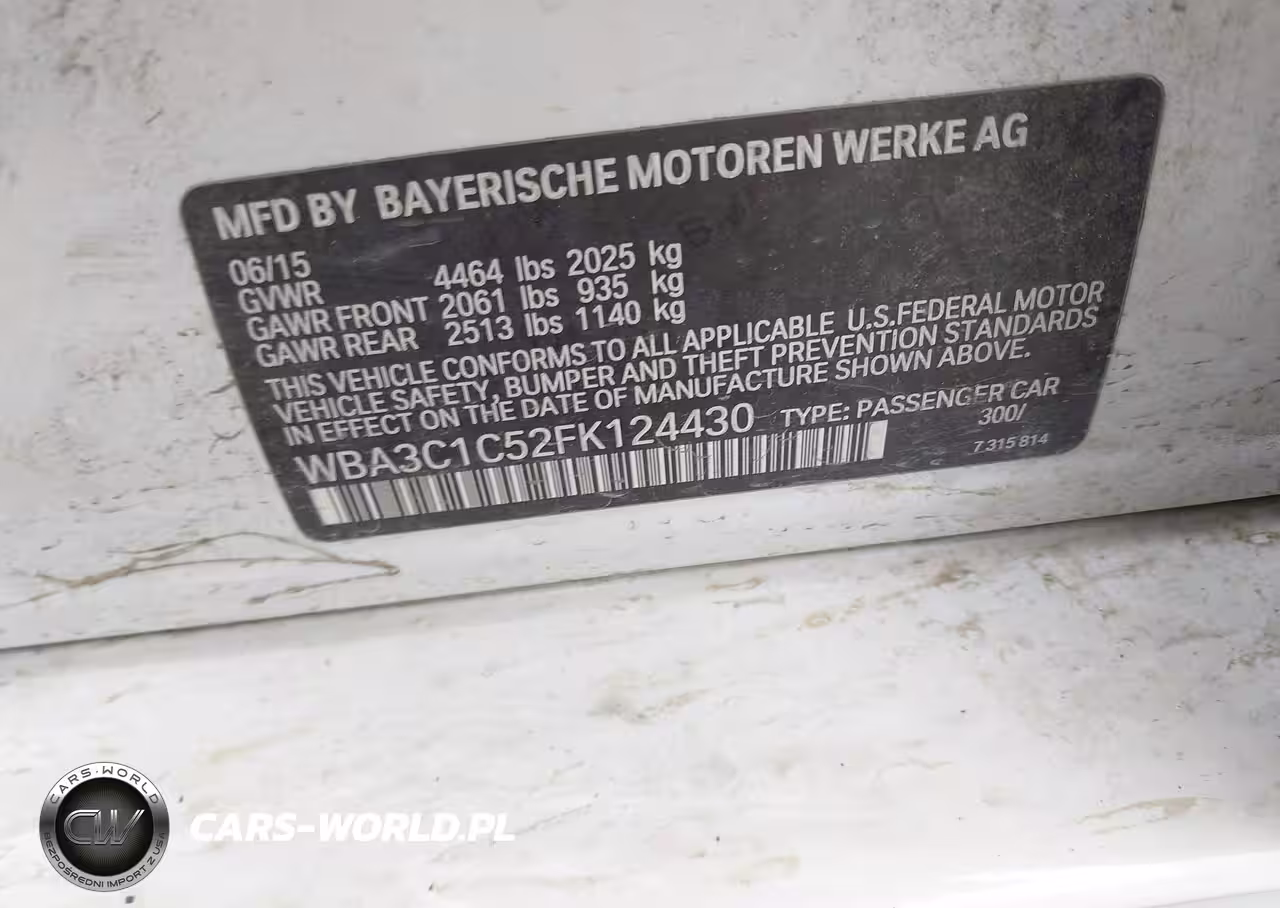 MFD BY BAYERISCHE MOTOREN WERKE AG
06/15
GVWR 4464 lbs 2025 kg
GAWR FRONT 2061 lbs 935 kg
GAWR REAR 2513 lbs 1140 kg
THIS VEHICLE CONFORMS TO ALL APPLICABLE U.S.FEDERAL MOTOR
VEHICLE SAFETY, BUMPER AND THEFT PREVENTION STANDARDS
IN EFFECT ON THE DATE OF MANUFACTURE SHOWN ABOVE.
WBA3C1C52FK124430 TYPE: PASSENGER CAR
300/
7 315 814
CARS-WORLD
CW
BEZPOŚREDNI IMPORT Z USA
CARS-WORLD.PL